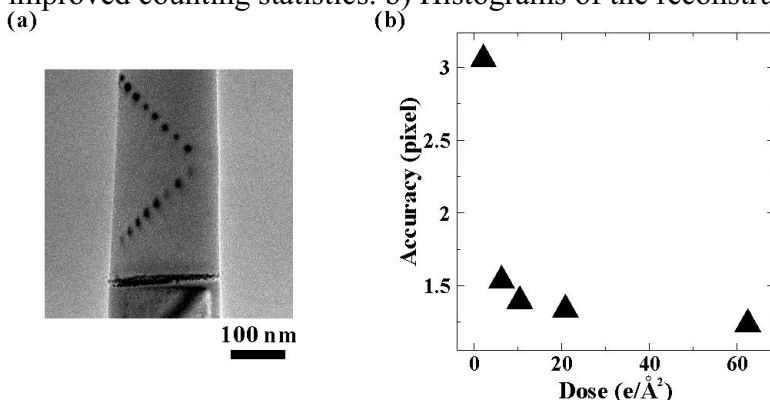 improved counting statistics. b) Histograms of the reconstru
(a)
(b)
100 nm
3
2.5
2
1.5
Accuracy (pixel)
0
20
40
60
Dose (e/Å²)